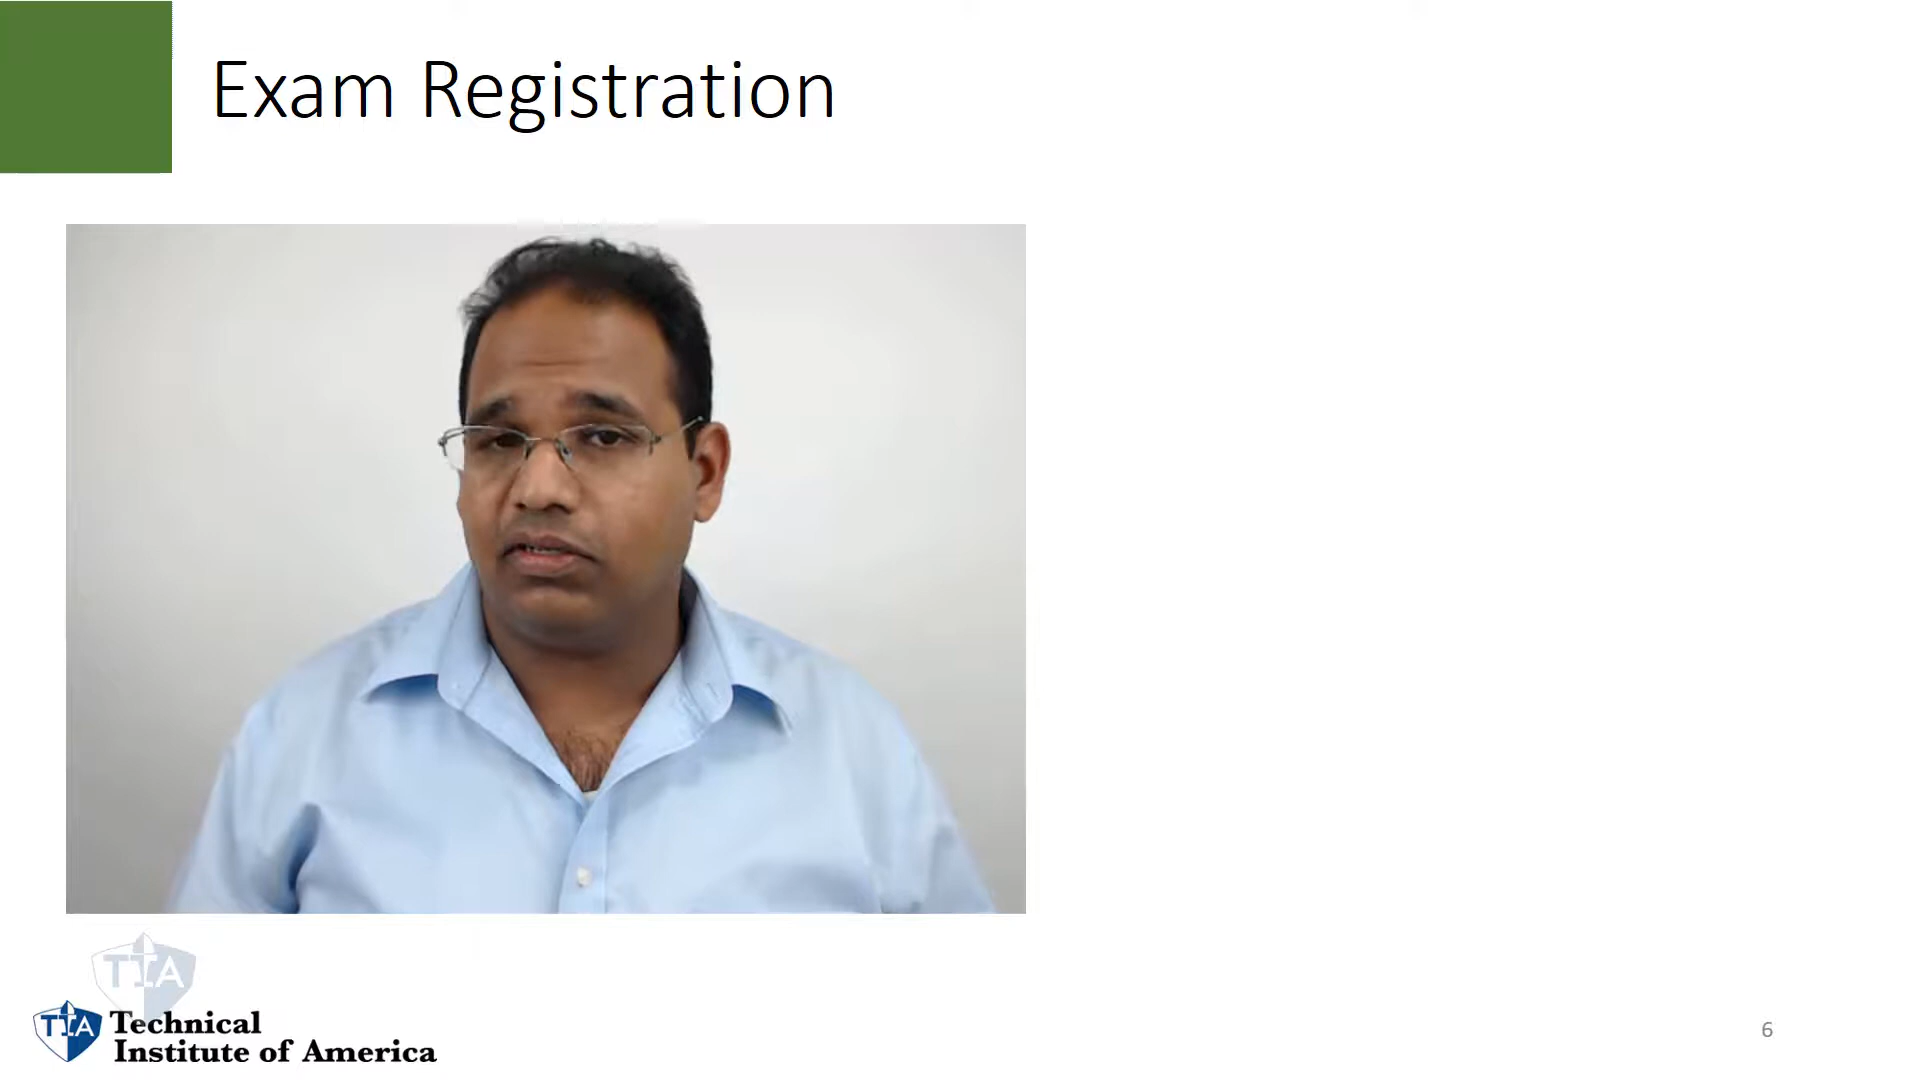 Exam Registration
TIA
TIA
Technical
Institute of America
6